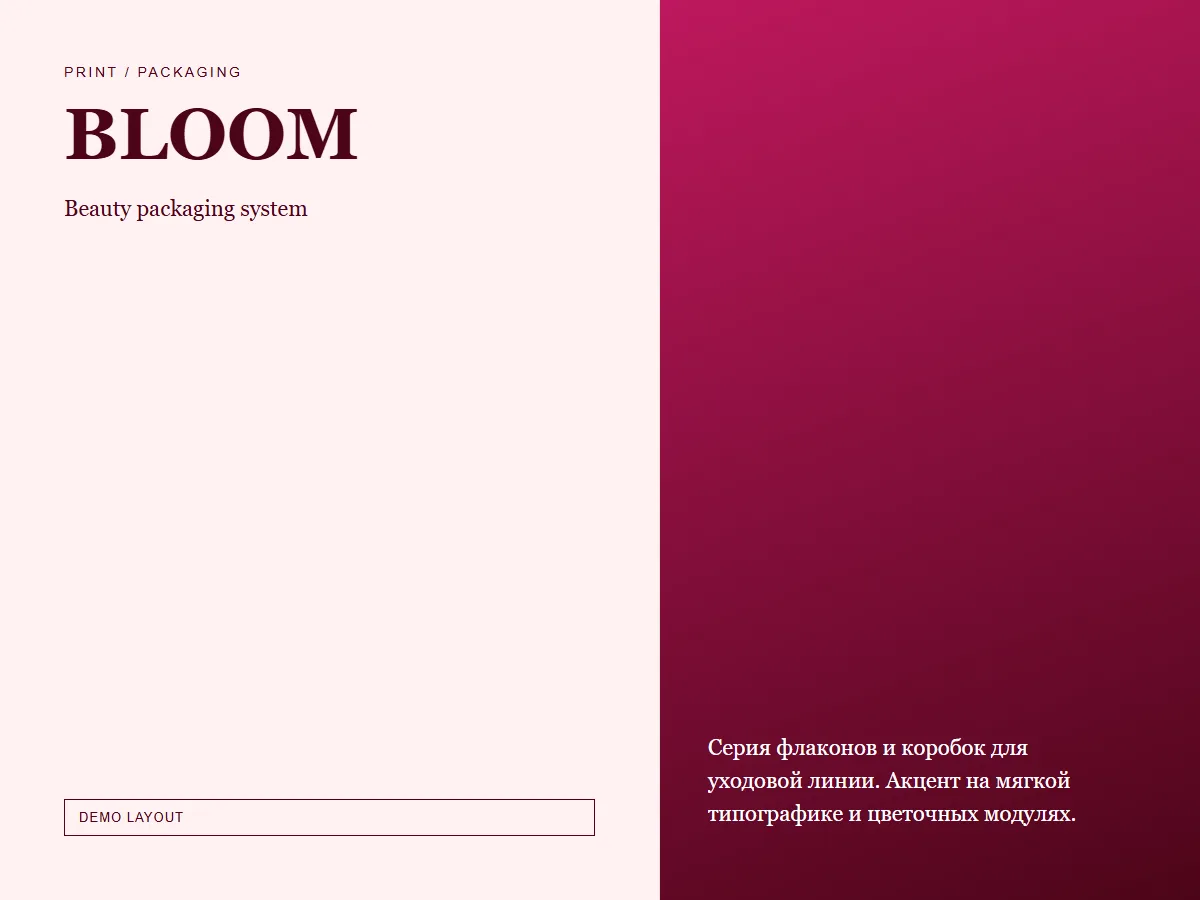 PRINT / PACKAGING
BLOOM
Beauty packaging system
DEMO LAYOUT
Серия флаконов и коробок для
уходовой линии. Акцент на мягкой
типографике и цветочных модулях.